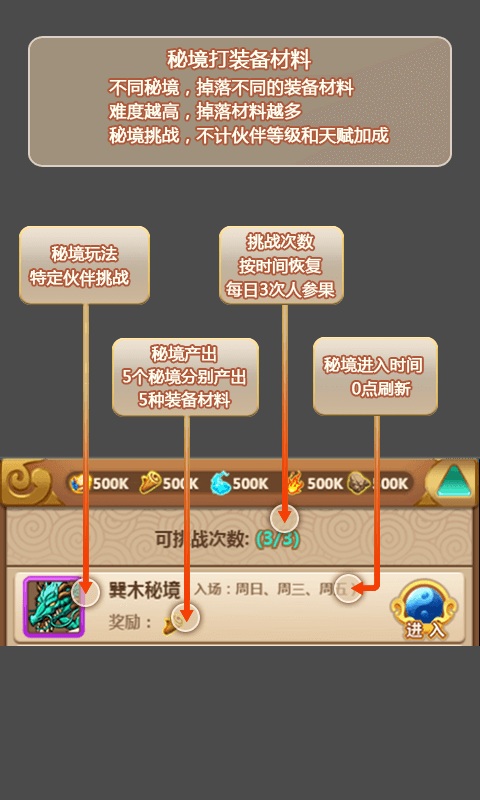 秘境打装备材料
不同秘境，掉落不同的装备材料
难度越高，掉落材料越多
秘境挑战，不计伙伴等级和天赋加成
秘境玩法
特定伙伴挑战
挑战次数
按时间恢复
每日3次人参果
秘境产出
5个秘境分别产出
5种装备材料
秘境进入时间
0点刷新
500K 500K 500K 500K 500K
可挑战次数: (3/3)
巽木秘境 入场：周日、周三、周五
奖励：
进入